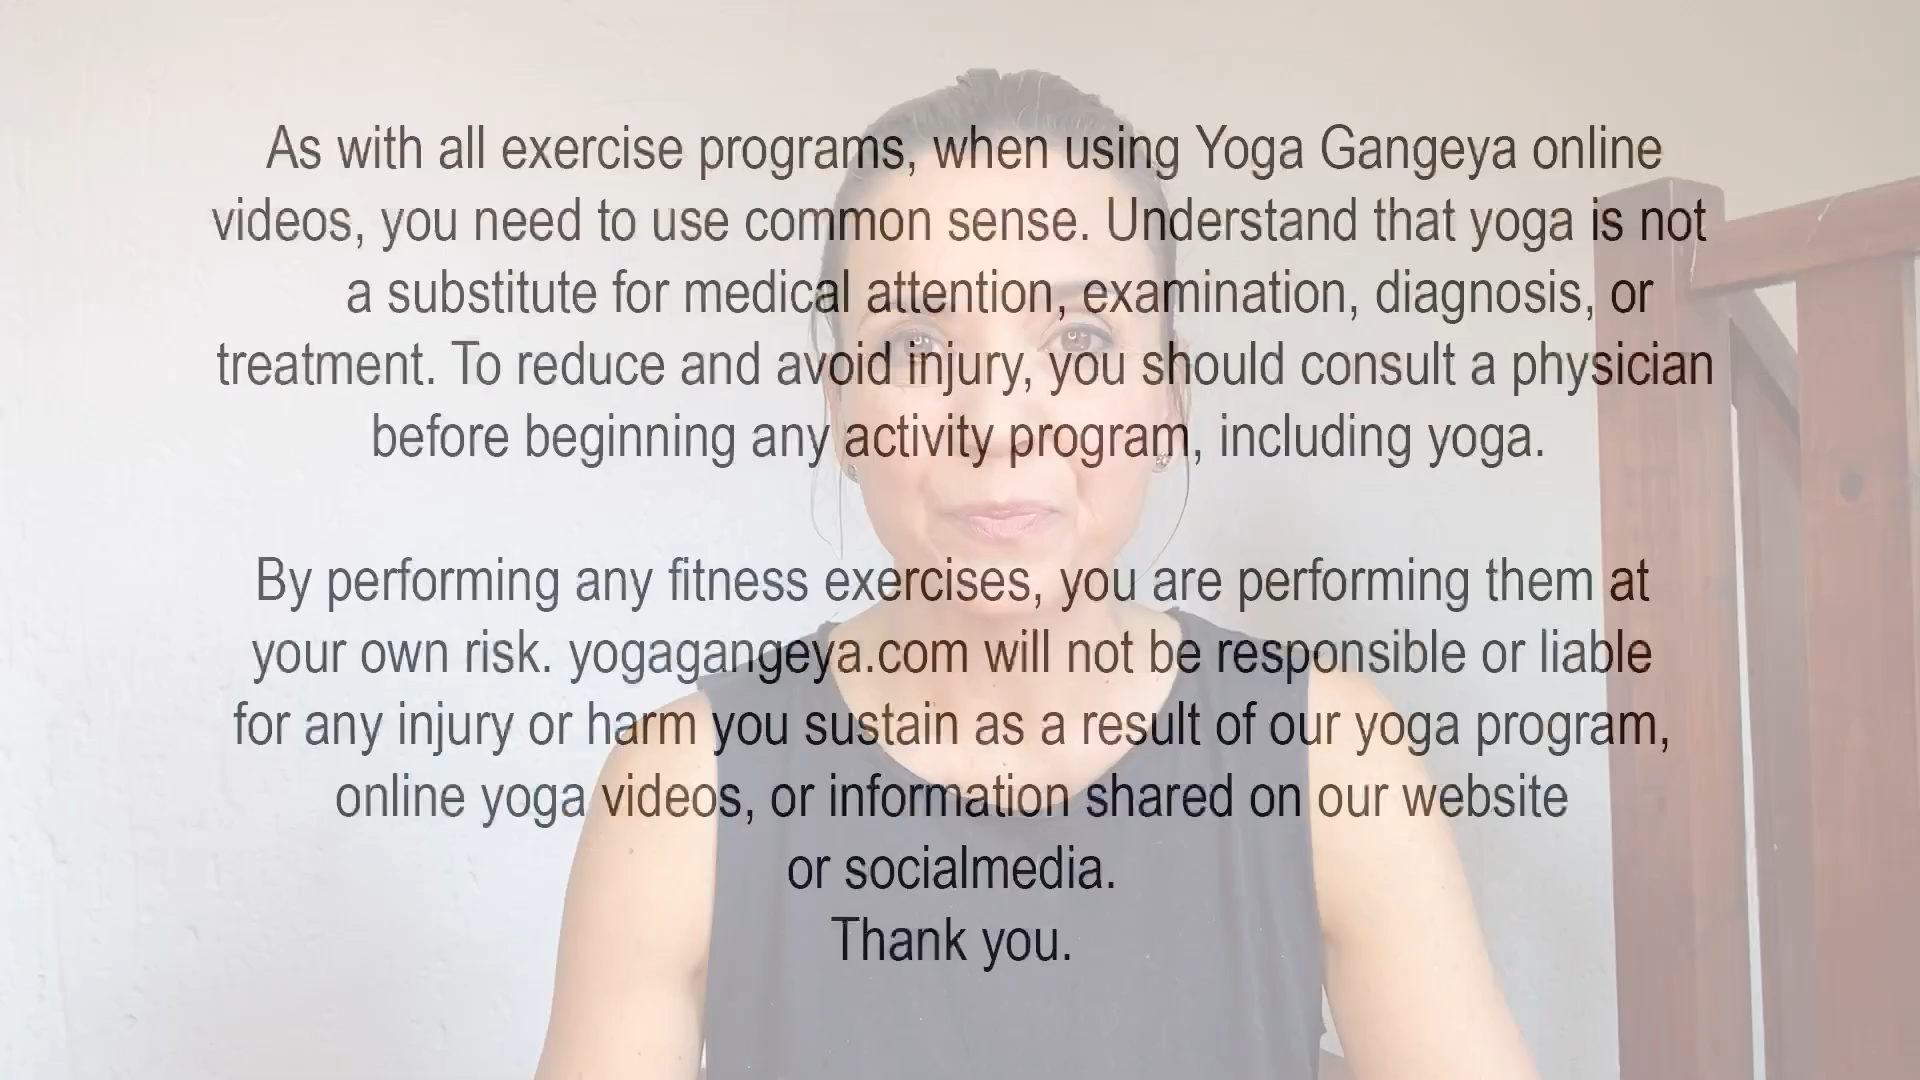 As with all exercise programs, when using Yoga Gangeya online
videos, you need to use common sense. Understand that yoga is not
a substitute for medical attention, examination, diagnosis, or
treatment. To reduce and avoid injury, you should consult a physician
before beginning any activity program, including yoga.
By performing any fitness exercises, you are performing them at
your own risk. yogagangeya.com will not be responsible or liable
for any injury or harm you sustain as a result of our yoga program,
online yoga videos, or information shared on our website
or socialmedia.
Thank you.